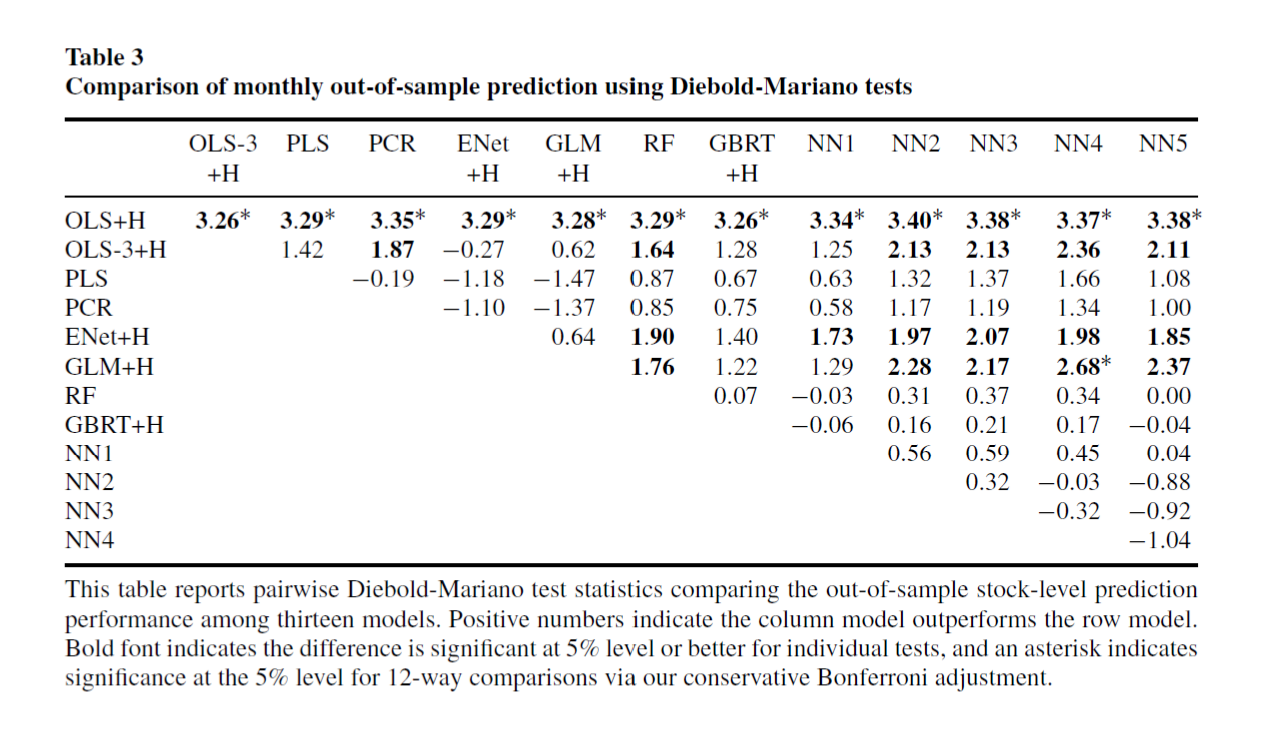 Table 3
Comparison of monthly out-of-sample prediction using Diebold-Mariano tests
OLS-3 PLS PCR ENet GLM RF GBRT NN1 NN2 NN3 NN4 NN5
+H +H +H +H
OLS+H 3.26* 3.29* 3.35* 3.29* 3.28* 3.29* 3.26* 3.34* 3.40* 3.38* 3.37* 3.38*
OLS-3+H 1.42 1.87 −0.27 0.62 1.64 1.28 1.25 2.13 2.13 2.36 2.11
PLS −0.19 −1.18 −1.47 0.87 0.67 0.63 1.32 1.37 1.66 1.08
PCR −1.10 −1.37 0.85 0.75 0.58 1.17 1.19 1.34 1.00
ENet+H 0.64 1.90 1.40 1.73 1.97 2.07 1.98 1.85
GLM+H 1.76 1.22 1.29 2.28 2.17 2.68* 2.37
RF 0.07 −0.03 0.31 0.37 0.34 0.00
GBRT+H −0.06 0.16 0.21 0.17 −0.04
NN1 0.56 0.59 0.45 0.04
NN2 0.32 −0.03 −0.88
NN3 −0.32 −0.92
NN4 −1.04
This table reports pairwise Diebold-Mariano test statistics comparing the out-of-sample stock-level prediction
performance among thirteen models. Positive numbers indicate the column model outperforms the row model.
Bold font indicates the difference is significant at 5% level or better for individual tests, and an asterisk indicates
significance at the 5% level for 12-way comparisons via our conservative Bonferroni adjustment.